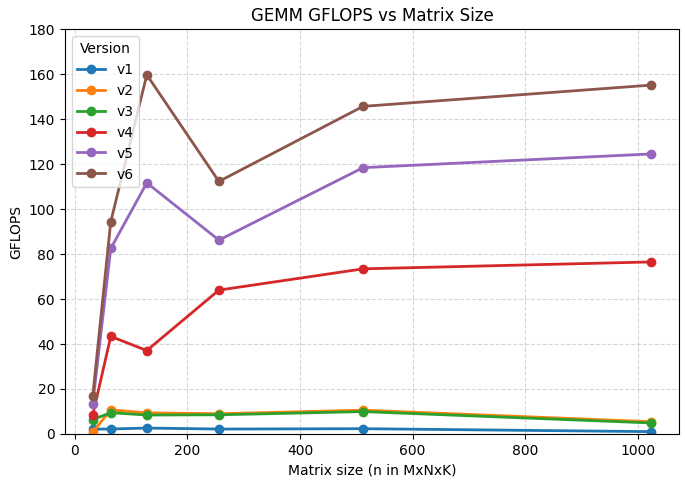 GEMM GFLOPS vs Matrix Size
GFLOPS
180
160
140
120
100
80
60
40
20
0
Version
v1
v2
v3
v4
v5
v6
0 200 400 600 800 1000
Matrix size (n in MxNxK)